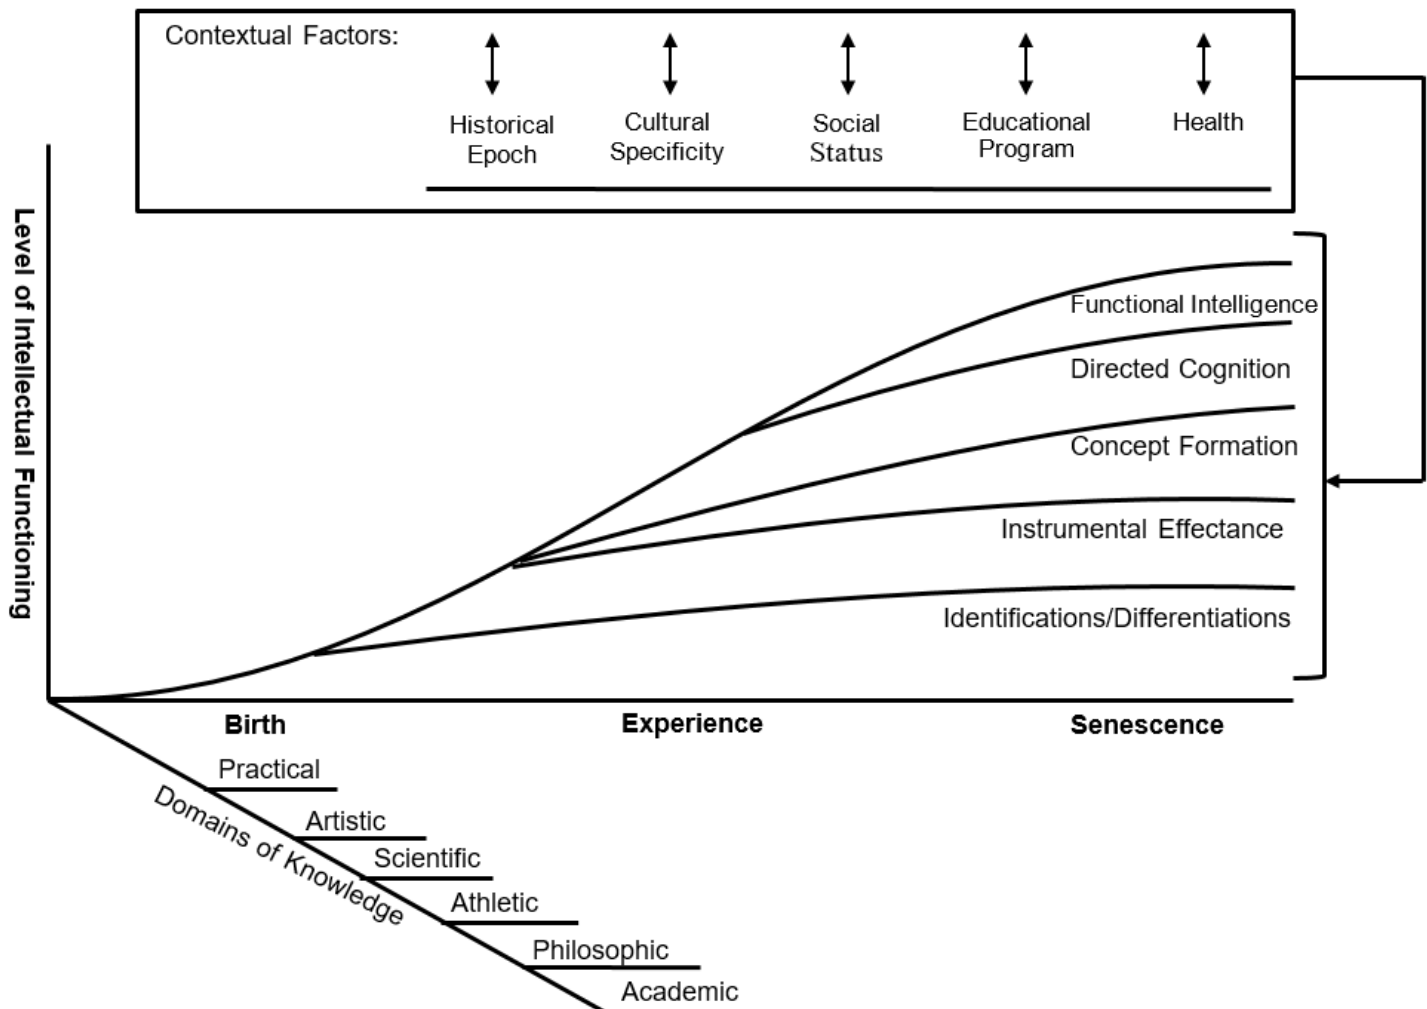 Contextual Factors:
Historical
Epoch
Cultural
Specificity
Social
Status
Educational
Program
Health
Level of Intellectual Functioning
Functional Intelligence
Directed Cognition
Concept Formation
Instrumental Effectance
Identifications/Differentiations
Birth
Experience
Senescence
Domains of Knowledge
Practical
Artistic
Scientific
Athletic
Philosophic
Academic